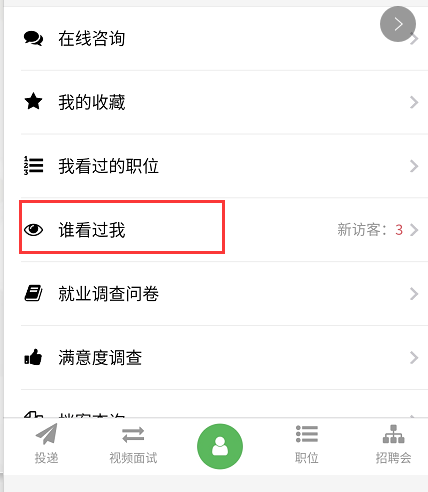 在线咨询
我的收藏
我看过的职位
谁看过我 新访客：3
就业调查问卷
满意度调查
投递 视频面试 职位 招聘会